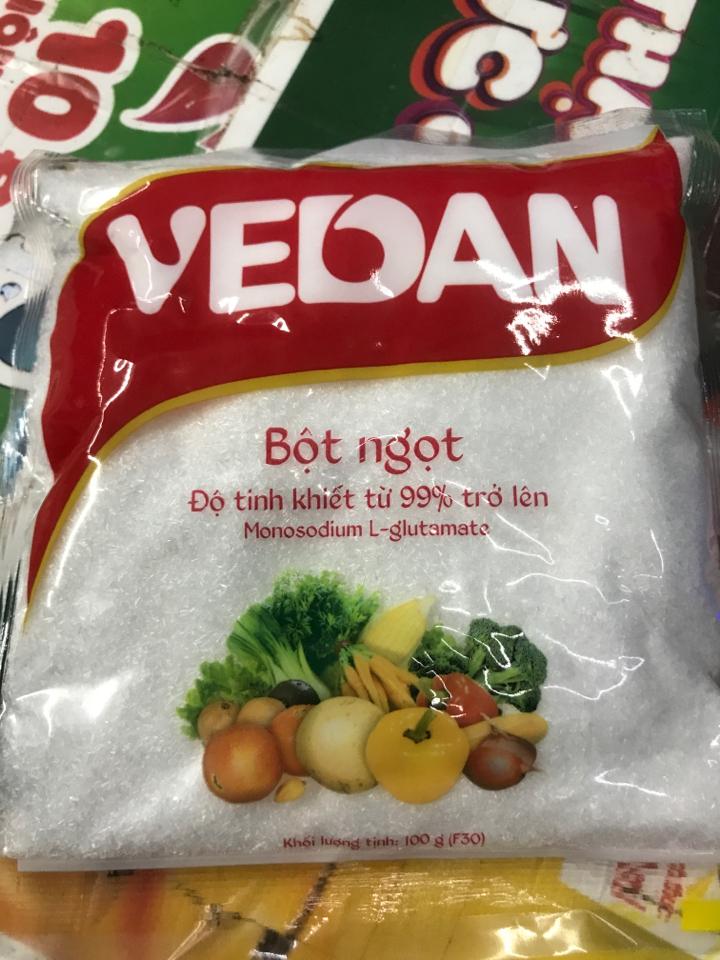 VEDAN
Bột ngọt
Độ tinh khiết từ 99% trở lên
Monosodium L-glutamate
Khối lượng tịnh: 100 g (F30)